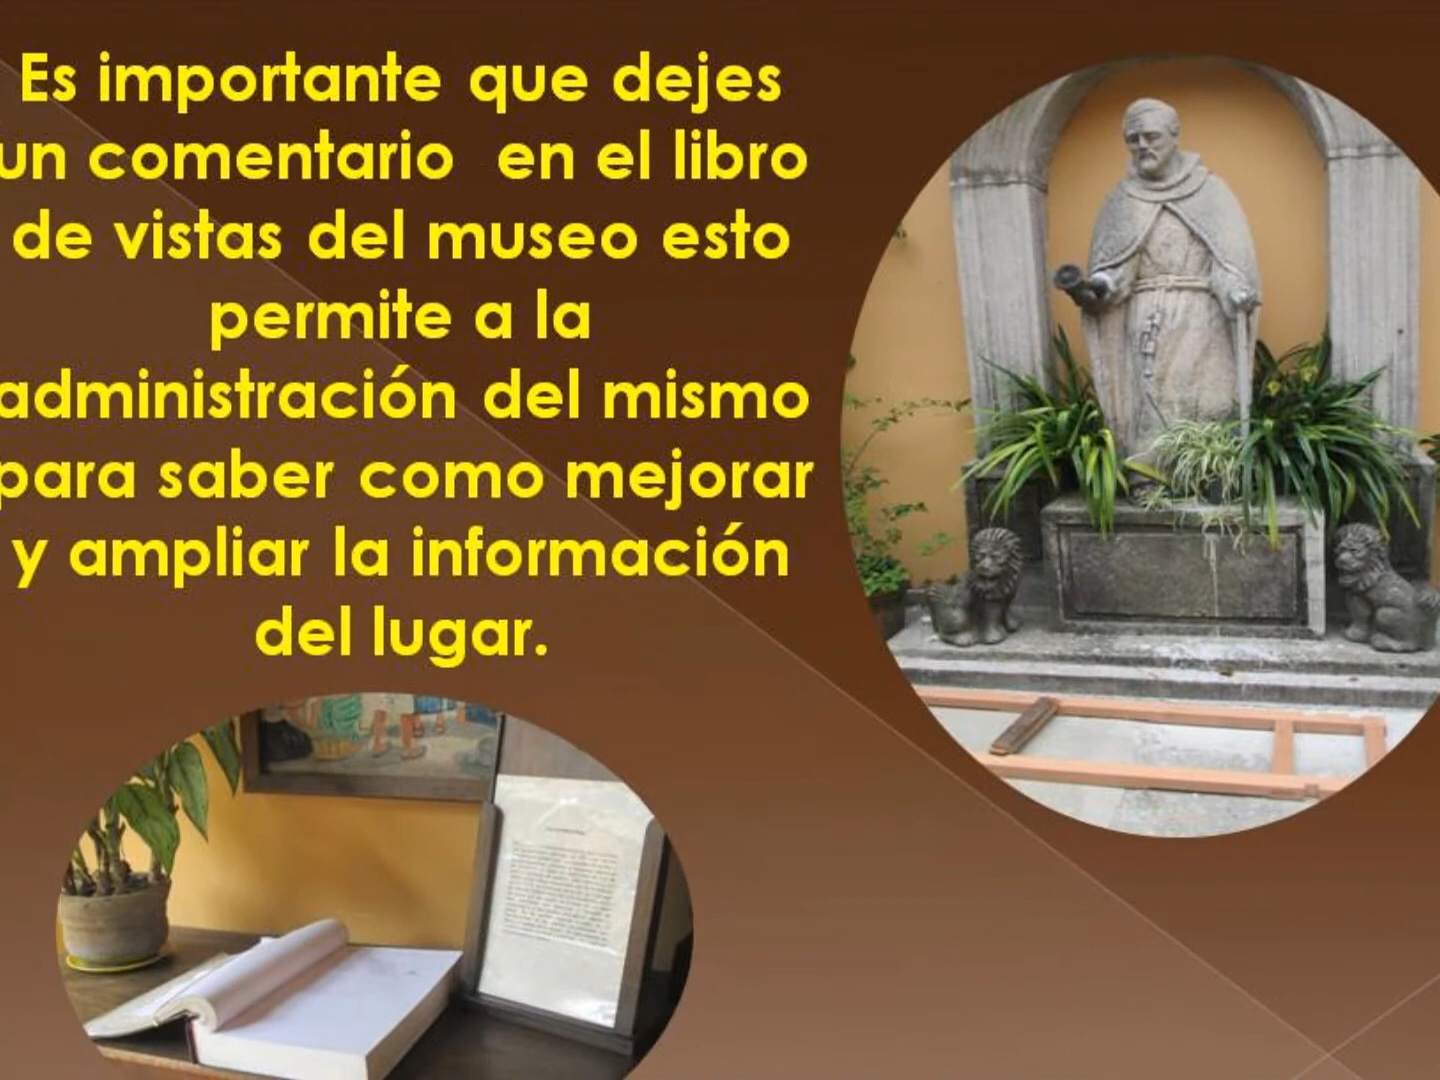 Es importante que dejes
un comentario en el libro
de vistas del museo esto
permite a la
administración del mismo
para saber como mejorar
y ampliar la información
del lugar.